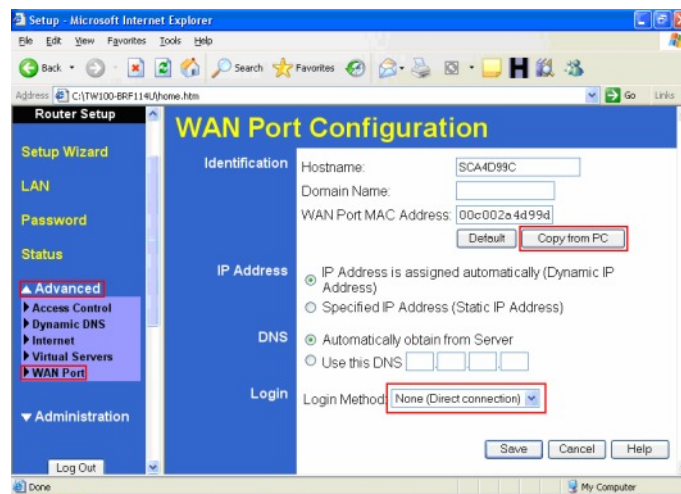 Setup - Microsoft Internet Explorer
File Edit View Favorites Tools Help
Back Search Favorites
Address C:\TW100-BRF114U\home.htm Go Links
Router Setup
Setup Wizard
LAN
Password
Status
Advanced
Access Control
Dynamic DNS
Internet
Virtual Servers
WAN Port
Administration
Log Out
WAN Port Configuration
Identification
Hostname: SCA4D99C
Domain Name:
WAN Port MAC Address: 00c002a4d99d
Default Copy from PC
IP Address
IP Address is assigned automatically (Dynamic IP
Address)
Specified IP Address (Static IP Address)
DNS
Automatically obtain from Server
Use this DNS . . .
Login
Login Method: None (Direct connection)
Save Cancel Help
Done My Computer